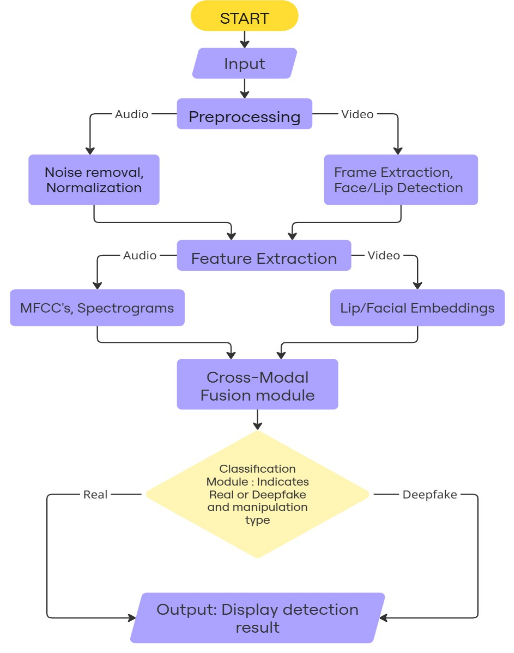 START
Input
Audio
Video
Preprocessing
Noise removal,
Normalization
Frame Extraction,
Face/Lip Detection
Audio
Video
Feature Extraction
MFCC's, Spectrograms
Lip/Facial Embeddings
Cross-Modal
Fusion module
Classification
Module : Indicates
Real or Deepfake
and manipulation
type
Real
Deepfake
Output: Display detection
result